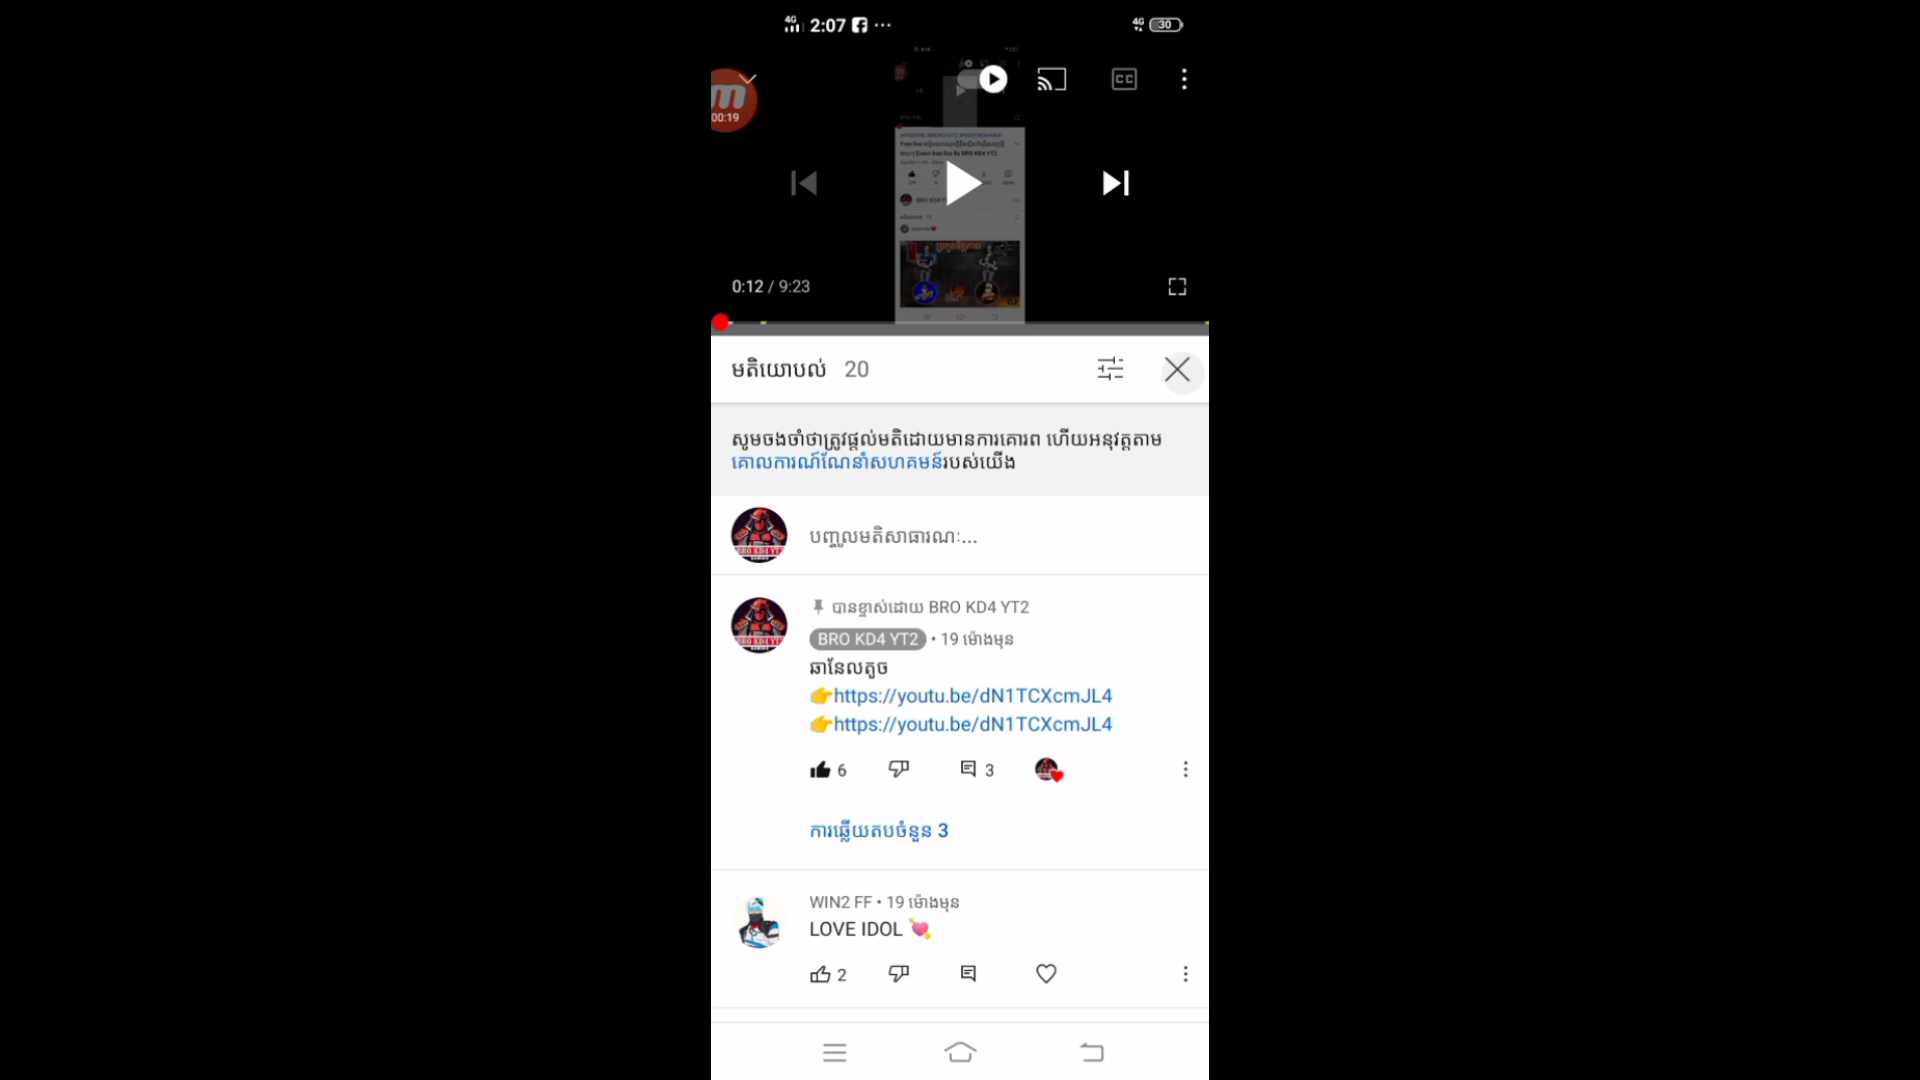 4G 2:07 ... 4G 30
m
00:19
CC
0:12 / 9:23
មតិយោបល់ 20
សូមចងចាំថាត្រូវផ្ដល់មតិដោយមានការគោរព ហើយអនុវត្តតាម
គោលការណ៍ណែនាំសហគមន៍របស់យើង
បញ្ចូលមតិសាធារណៈ...
បានខ្ទាស់ដោយ BRO KD4 YT2
BRO KD4 YT2 • 19 ម៉ោងមុន
ឆានែលតូច
👉https://youtu.be/dN1TCXcmJL4
👉https://youtu.be/dN1TCXcmJL4
6 3
ការឆ្លើយតបចំនួន 3
WIN2 FF • 19 ម៉ោងមុន
LOVE IDOL 💘
2